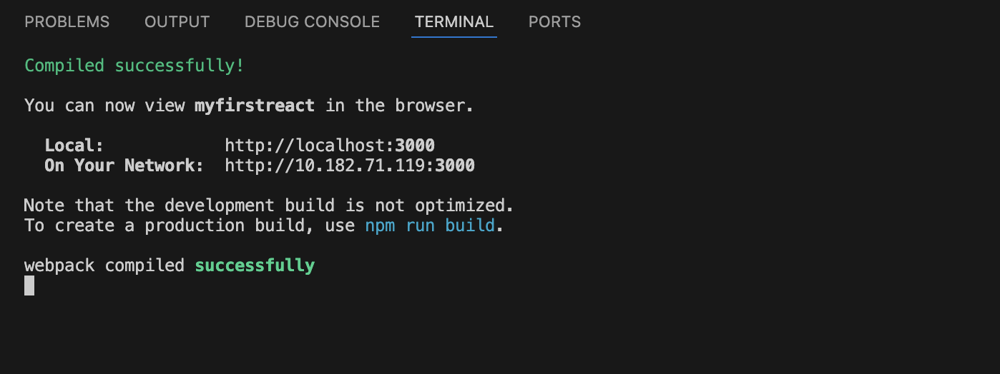 PROBLEMS OUTPUT DEBUG CONSOLE TERMINAL PORTS
Compiled successfully!
You can now view myfirstreact in the browser.
Local: http://localhost:3000
On Your Network: http://10.182.71.119:3000
Note that the development build is not optimized.
To create a production build, use npm run build.
webpack compiled successfully